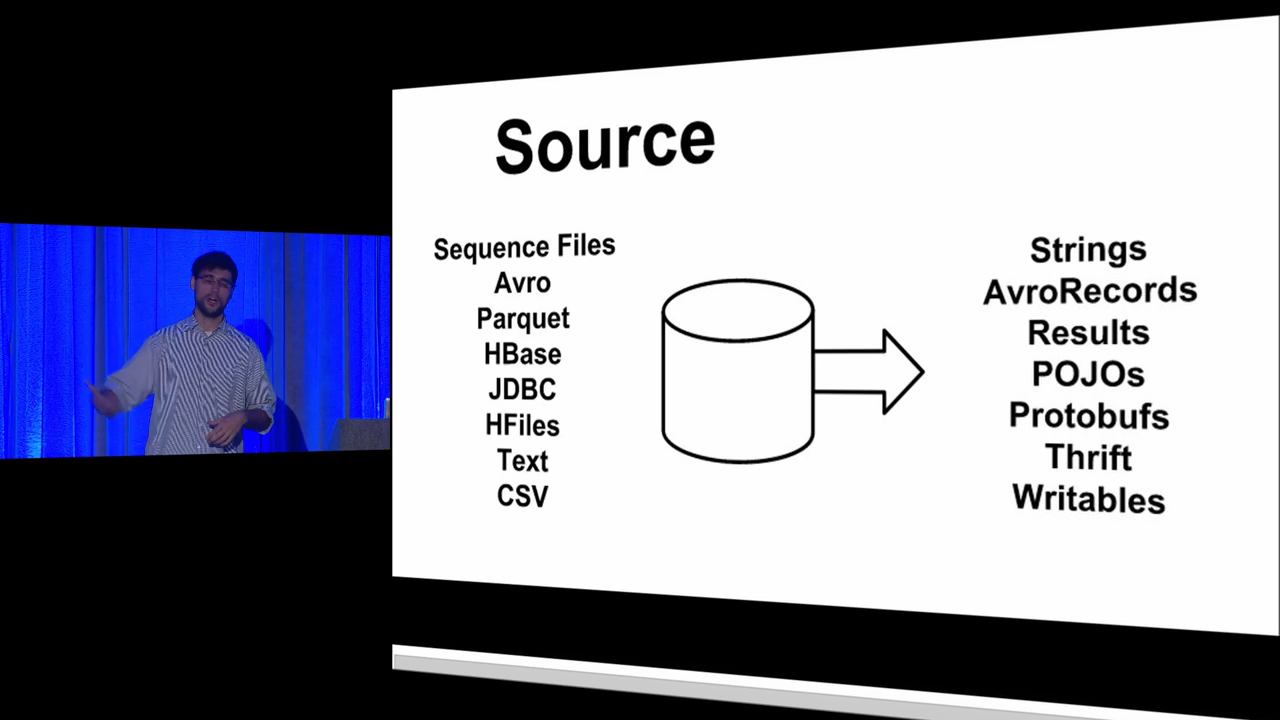 Source
Sequence Files
Avro
Parquet
HBase
JDBC
HFiles
Text
CSV
Strings
AvroRecords
Results
POJOs
Protobufs
Thrift
Writables